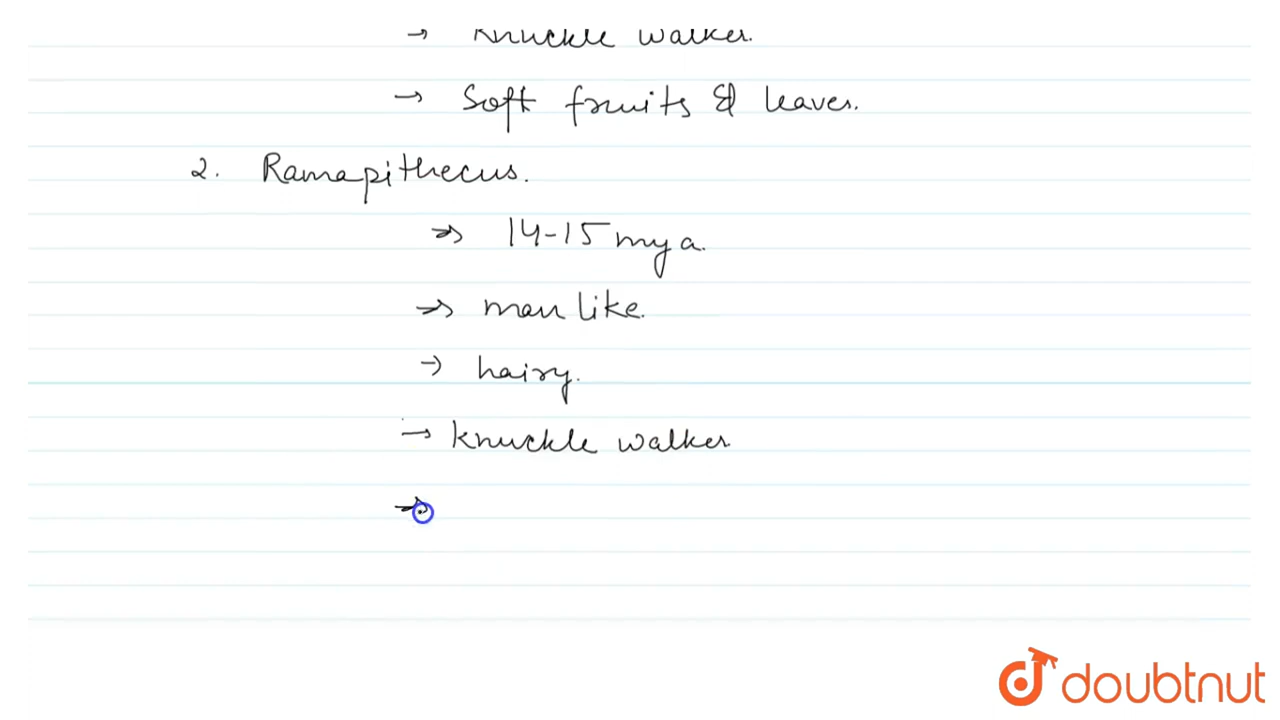 → Knuckle walker.
→ Soft fruits & leaves.
2. Ramapithecus.
→ 14-15 mya.
→ man like.
→ hairy.
→ Knuckle walker
→
doubtnut